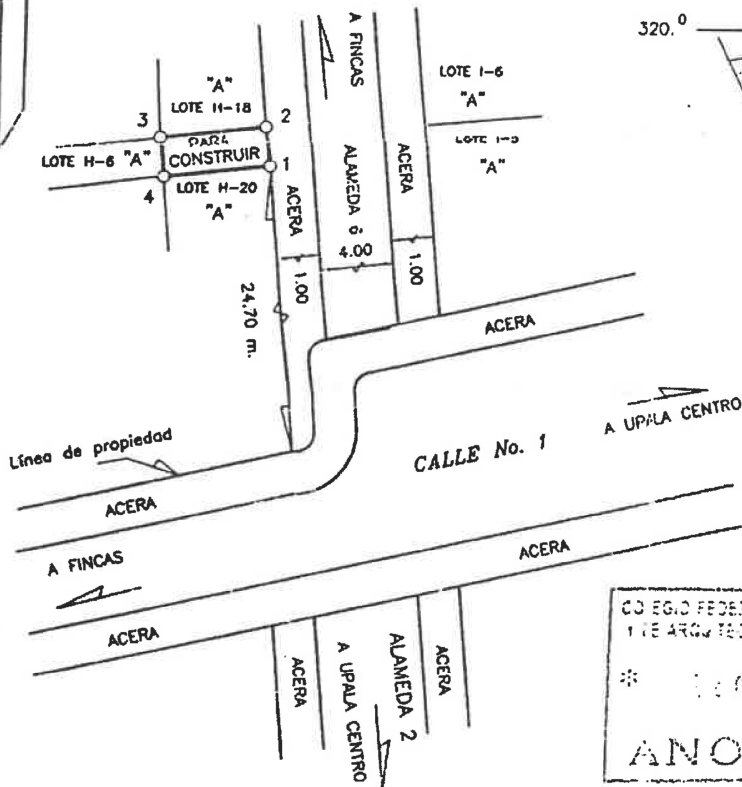 320.°
A FINCAS
"A"
LOTE H-18
LOTE I-6
"A"
3
2
PARA
CONSTRUIR
LOTE I-5
"A"
LOTE H-6 "A"
1
4
LOTE H-20
"A"
ACERA
ALAMEDA 6
ACERA
1.00
4.00
1.00
24.70 m.
ACERA
A UPALA CENTRO
Línea de propiedad
CALLE No. 1
ACERA
A FINCAS
ACERA
ACERA
ACERA
A UPALA CENTRO
ALAMEDA 2
ACERA
*
ANO